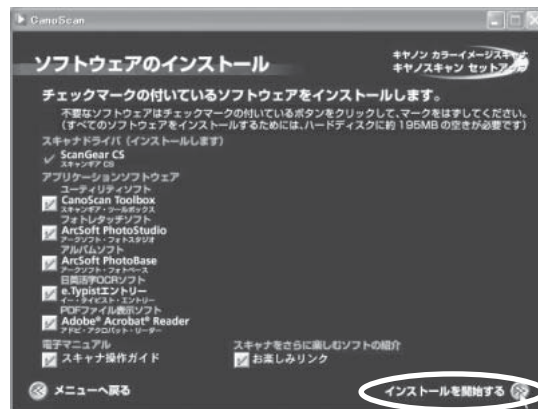 CanoScan
ソフトウェアのインストール
キヤノン カラーイメージスキャナ
キヤノスキャン セットアップ
チェックマークの付いているソフトウェアをインストールします。
不要なソフトウェアはチェックマークの付いているボタンをクリックして、マークをはずしてください。
(すべてのソフトウェアをインストールするためには、ハードディスクに約195MBの空きが必要です)
スキャナドライバ (インストールします)
ScanGear CS
スキャンギア CS
アプリケーションソフトウェア
ユーティリティソフト
CanoScan Toolbox
スキャンギア・ツールボックス
フォトレタッチソフト
ArcSoft PhotoStudio
アークソフト・フォトスタジオ
アルバムソフト
ArcSoft PhotoBase
アークソフト・フォトベース
日英活字OCRソフト
e.Typistエントリー
イー・タイピスト・エントリー
PDFファイル表示ソフト
Adobe® Acrobat® Reader
アドビ・アクロバット・リーダー
電子マニュアル
スキャナ操作ガイド
スキャナをさらに楽しむソフトの紹介
お楽しみリンク
メニューへ戻る
インストールを開始する